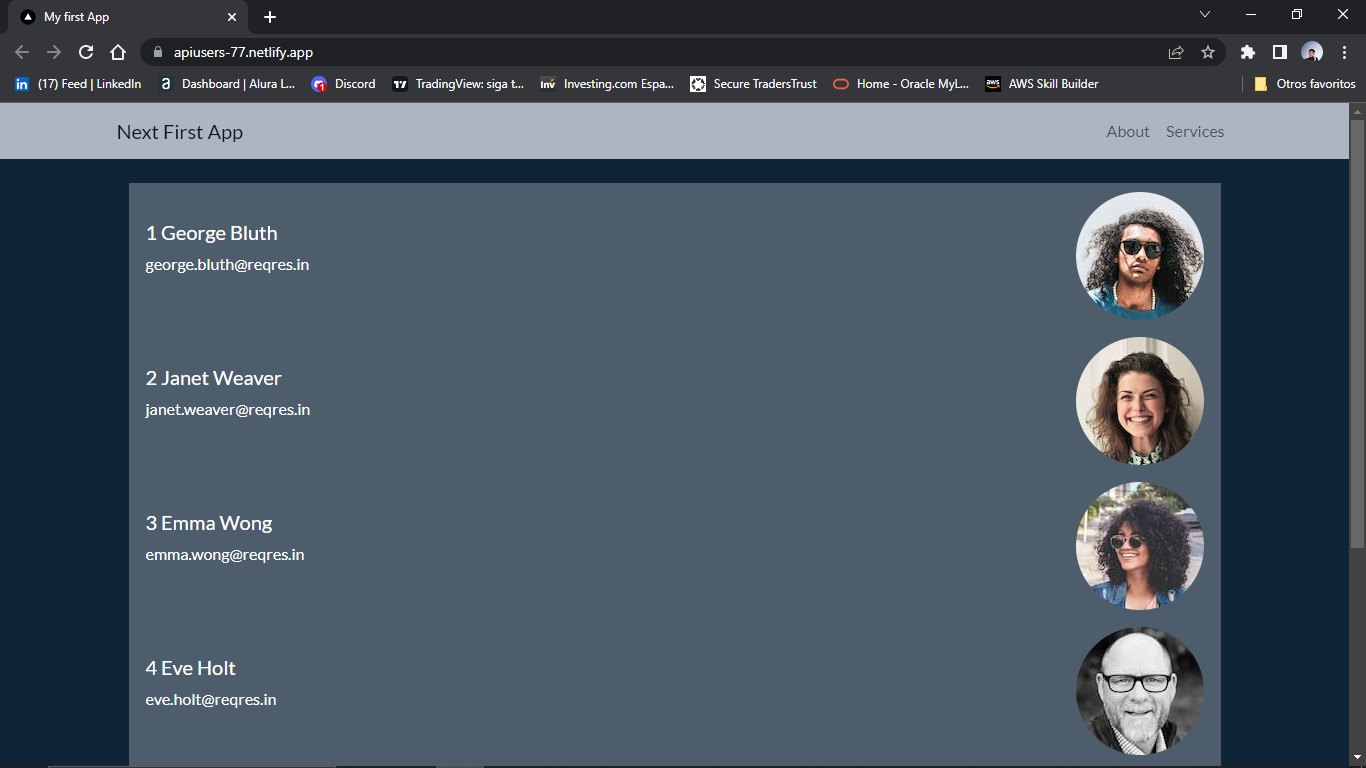 My first App
apiusers-77.netlify.app
(17) Feed | LinkedIn Dashboard | Alura L... Discord TradingView: siga t... Investing.com Espa... Secure TradersTrust Home - Oracle MyL... AWS Skill Builder Otros favoritos
Next First App About Services
1 George Bluth
george.bluth@reqres.in
2 Janet Weaver
janet.weaver@reqres.in
3 Emma Wong
emma.wong@reqres.in
4 Eve Holt
eve.holt@reqres.in